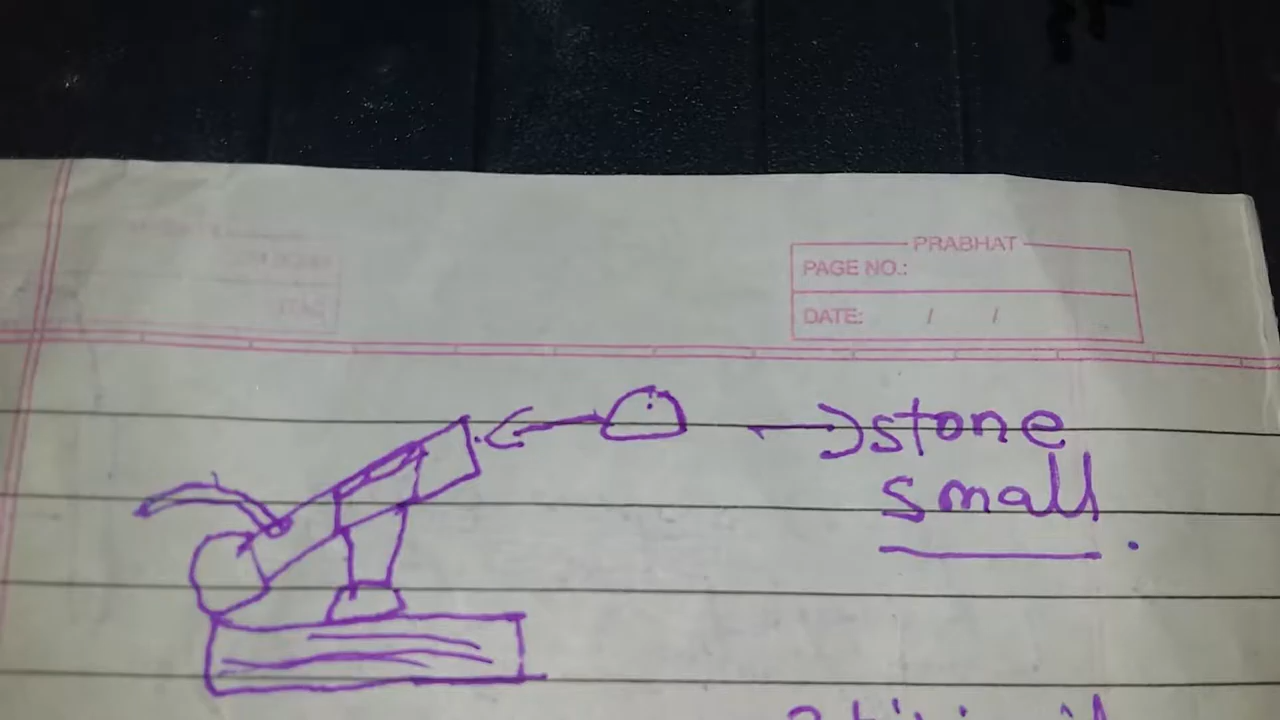 PRABHAT
PAGE NO.:
DATE: / /
stone
small.